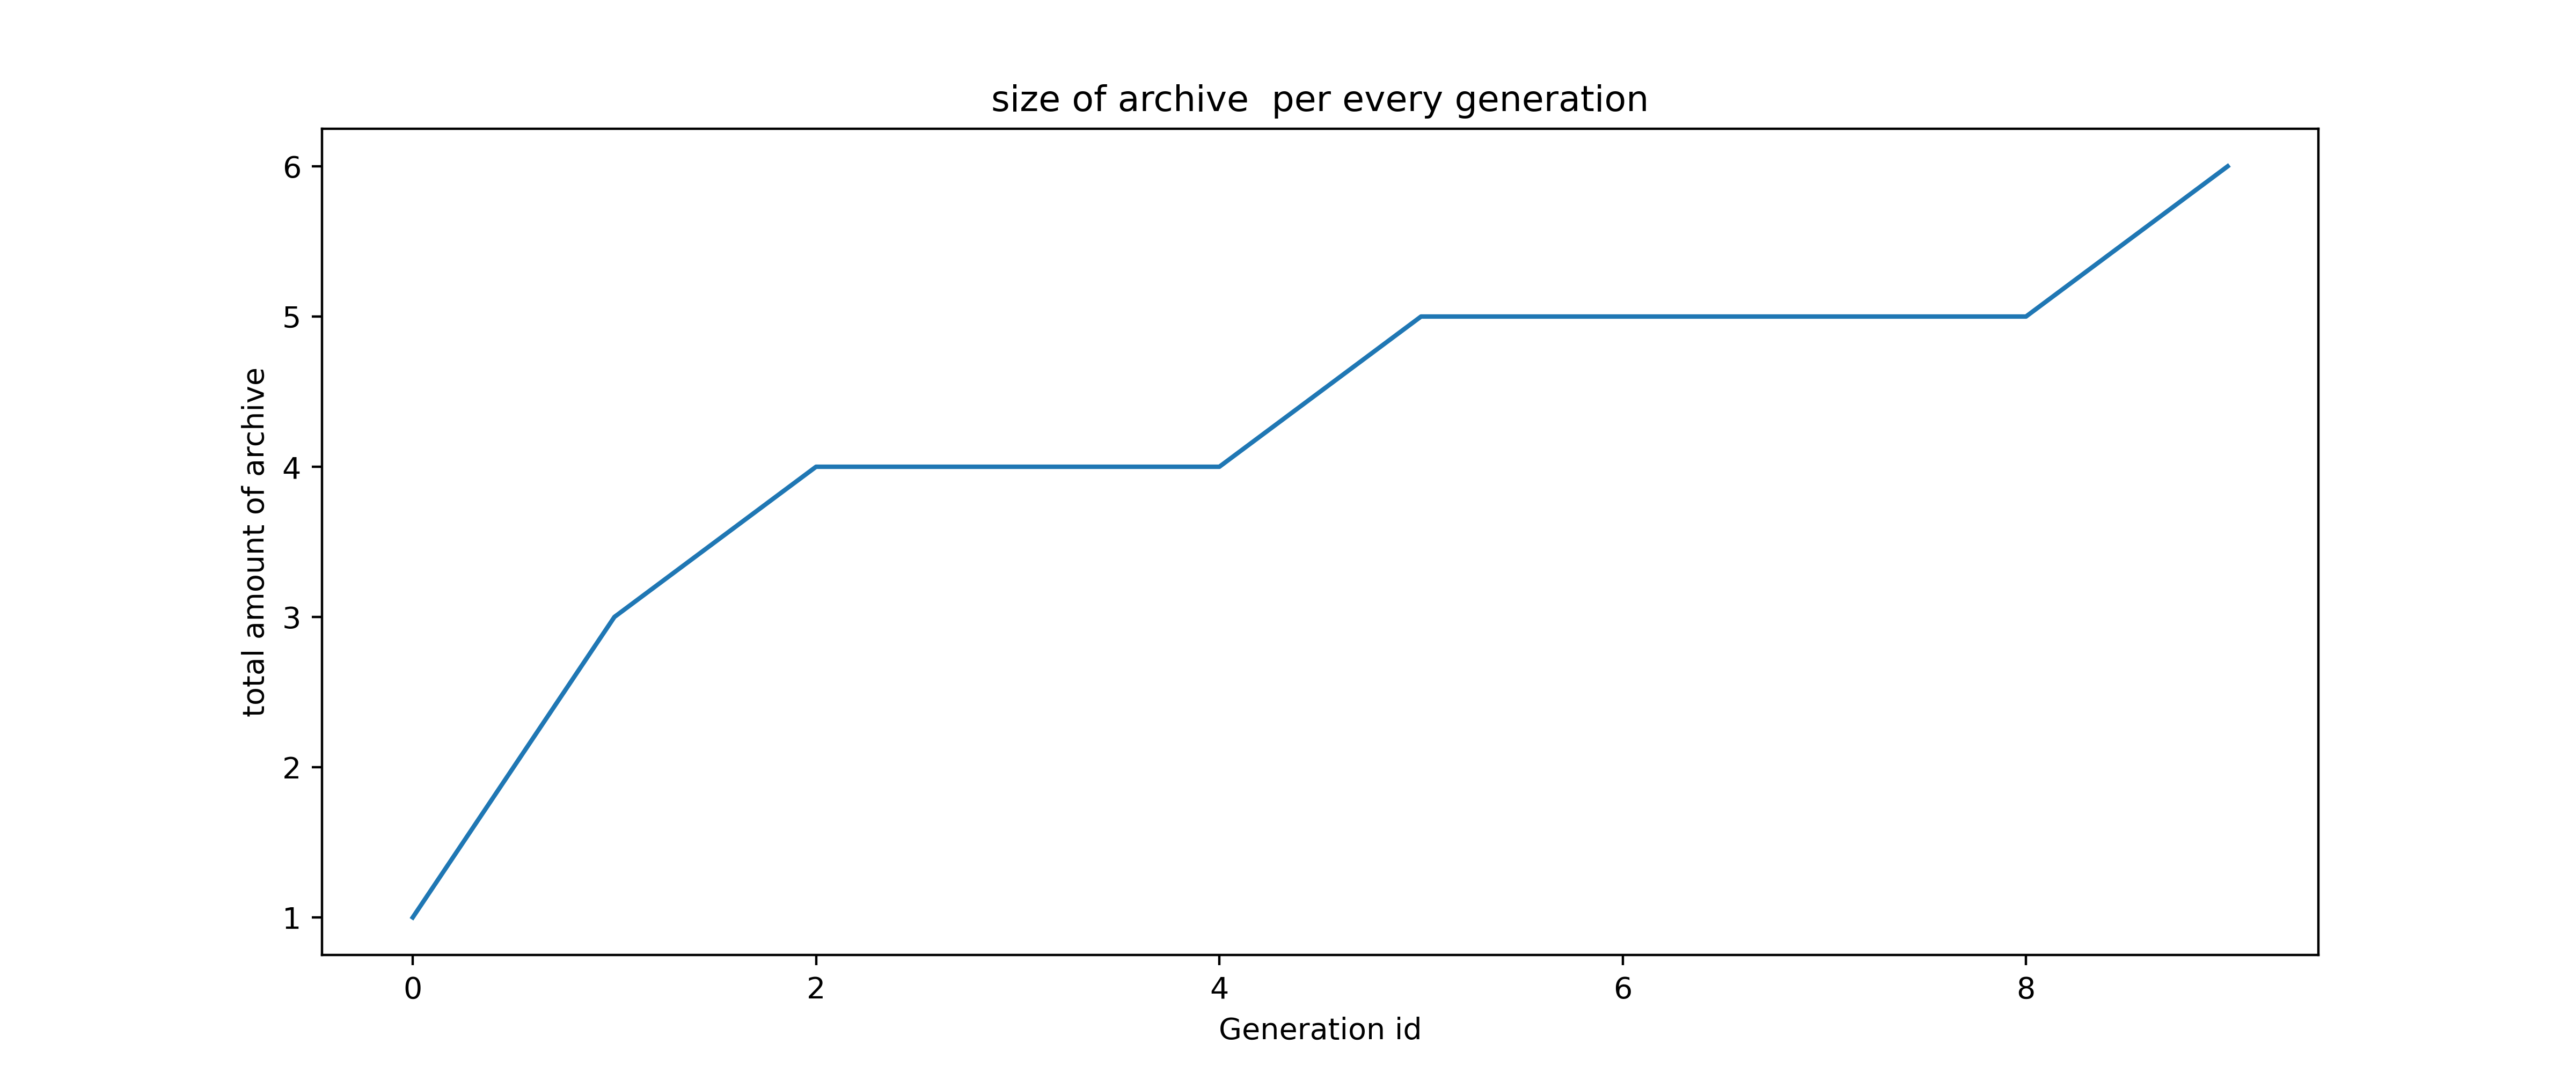 size of archive  per every generation
total amount of archive
6
5
4
3
2
1
0 2 4 6 8
Generation id